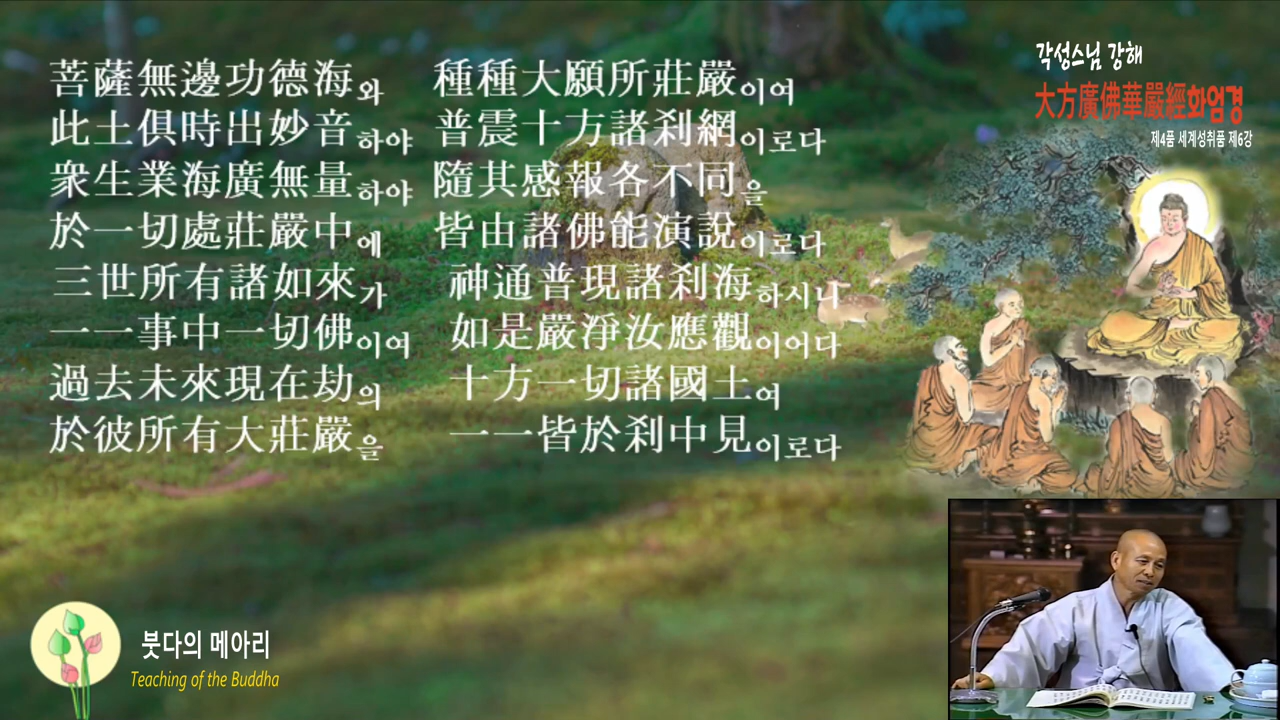 菩薩無邊功德海와 種種大願所莊嚴이여
此土俱時出妙音하야 普震十方諸刹網이로다
衆生業海廣無量하야 隨其感報各不同을
於一切處莊嚴中에 皆由諸佛能演說이로다
三世所有諸如來가 神通普現諸刹海하시니
一一事中一切佛이여 如是嚴淨汝應觀이어다
過去未來現在劫의 十方一切諸國土여
於彼所有大莊嚴을 一一皆於刹中見이로다
각성스님 강해
大方廣佛華嚴經화엄경
제4품 세계성취품 제6강
붓다의 메아리
Teaching of the Buddha